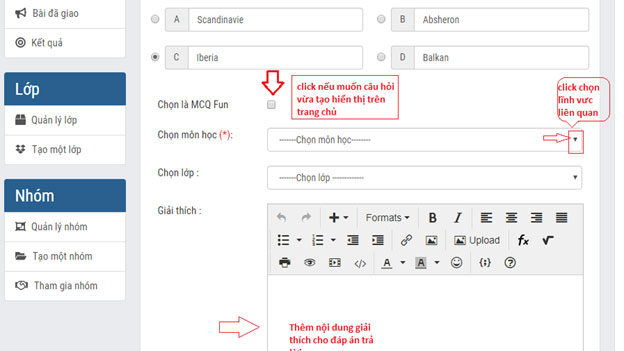 Bài đã giao
A Scandinavie
B Absheron
Kết quả
C Iberia
D Balkan
Lớp
click nếu muốn câu hỏi
vừa tạo hiển thị trên
trang chủ
click chọn
lĩnh vực
liên quan
Chọn là MCQ Fun
Quản lý lớp
Chọn môn học (*):
------Chọn môn học-------
Tạo một lớp
Chọn lớp :
------Chọn lớp ------------
Nhóm
Giải thích :
Formats
B I
Quản lý nhóm
Upload
fx
Tạo một nhóm
A A
{;}
Tham gia nhóm
Thêm nội dung giải
thích cho đáp án trả